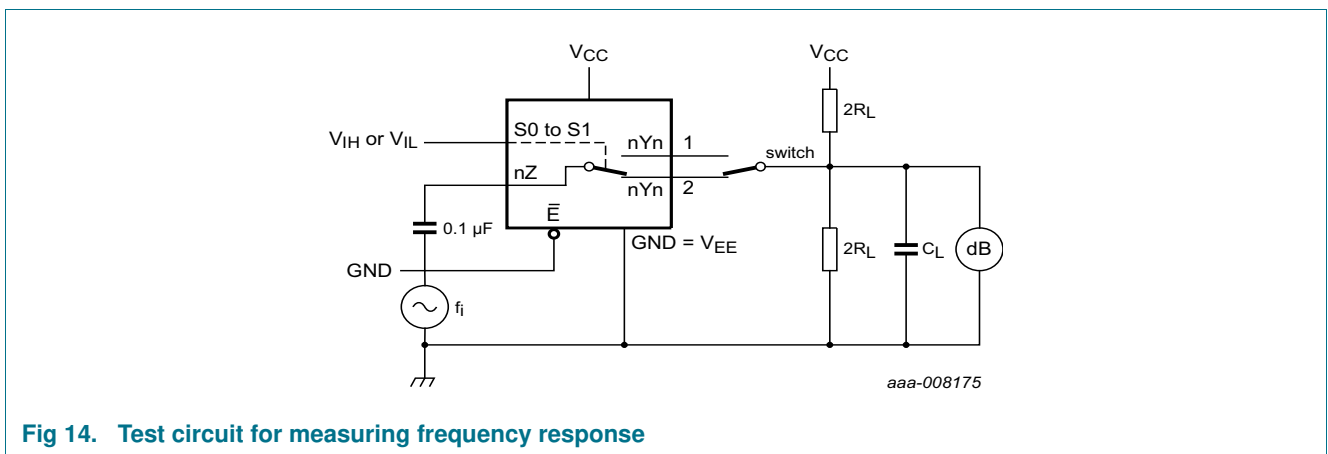 VCC
VCC
2RL
VIH or VIL
S0 to S1
nYn 1
switch
nZ
nYn 2
0.1 µF
E̅
GND = VEE
2RL
CL
dB
GND
fi
aaa-008175
Fig 14. Test circuit for measuring frequency response